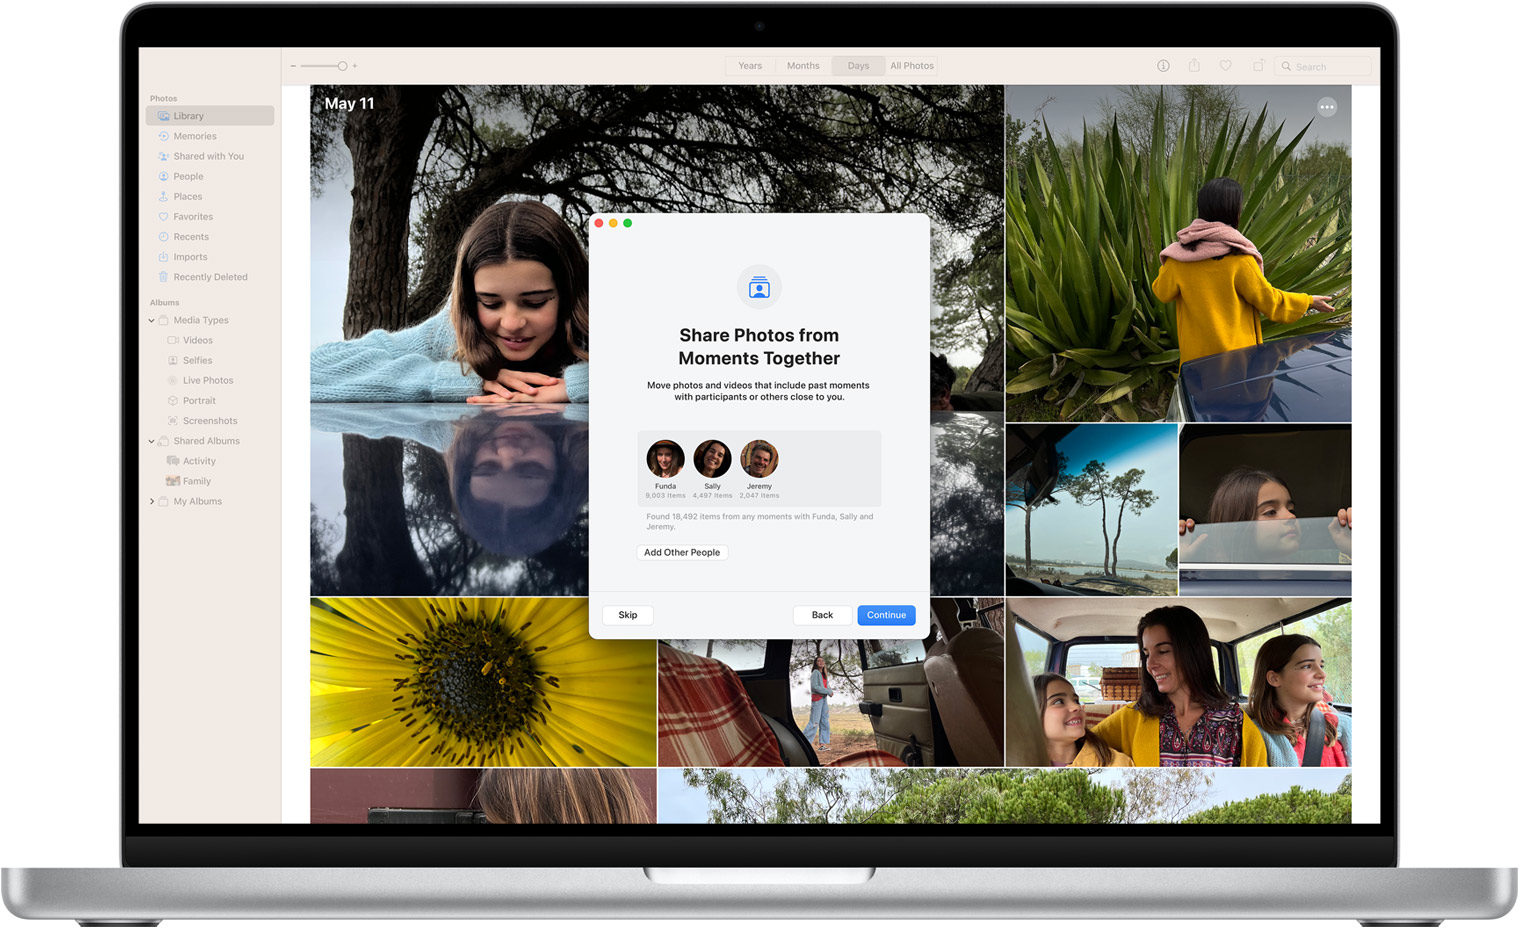 Years
Months
Days
All Photos
Search
Photos
Library
Memories
Shared with You
People
Places
Favorites
Recents
Imports
Recently Deleted
Albums
Media Types
Videos
Selfies
Live Photos
Portrait
Screenshots
Shared Albums
Activity
Family
My Albums
May 11
Share Photos from
Moments Together
Move photos and videos that include past moments
with participants or others close to you.
Funda
9,003 Items
Sally
4,497 Items
Jeremy
2,047 Items
Found 18,492 items from any moments with Funda, Sally and
Jeremy.
Add Other People
Skip
Back
Continue